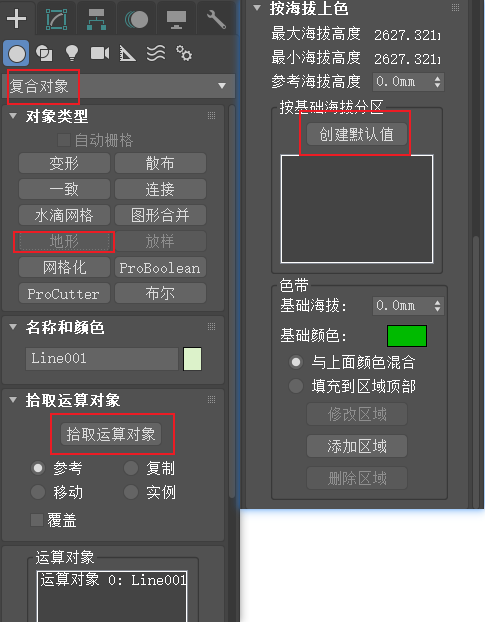 复合对象
对象类型
自动栅格
变形 散布
一致 连接
水滴网格 图形合并
地形 放样
网格化 ProBoolean
ProCutter 布尔
名称和颜色
Line001
拾取运算对象
拾取运算对象
参考 复制
移动 实例
覆盖
运算对象
运算对象 0: Line001
按海拔上色
最大海拔高度 2627.321
最小海拔高度 2627.321
参考海拔高度 0.0mm
按基础海拔分区
创建默认值
色带
基础海拔: 0.0mm
基础颜色:
与上面颜色混合
填充到区域顶部
修改区域
添加区域
删除区域